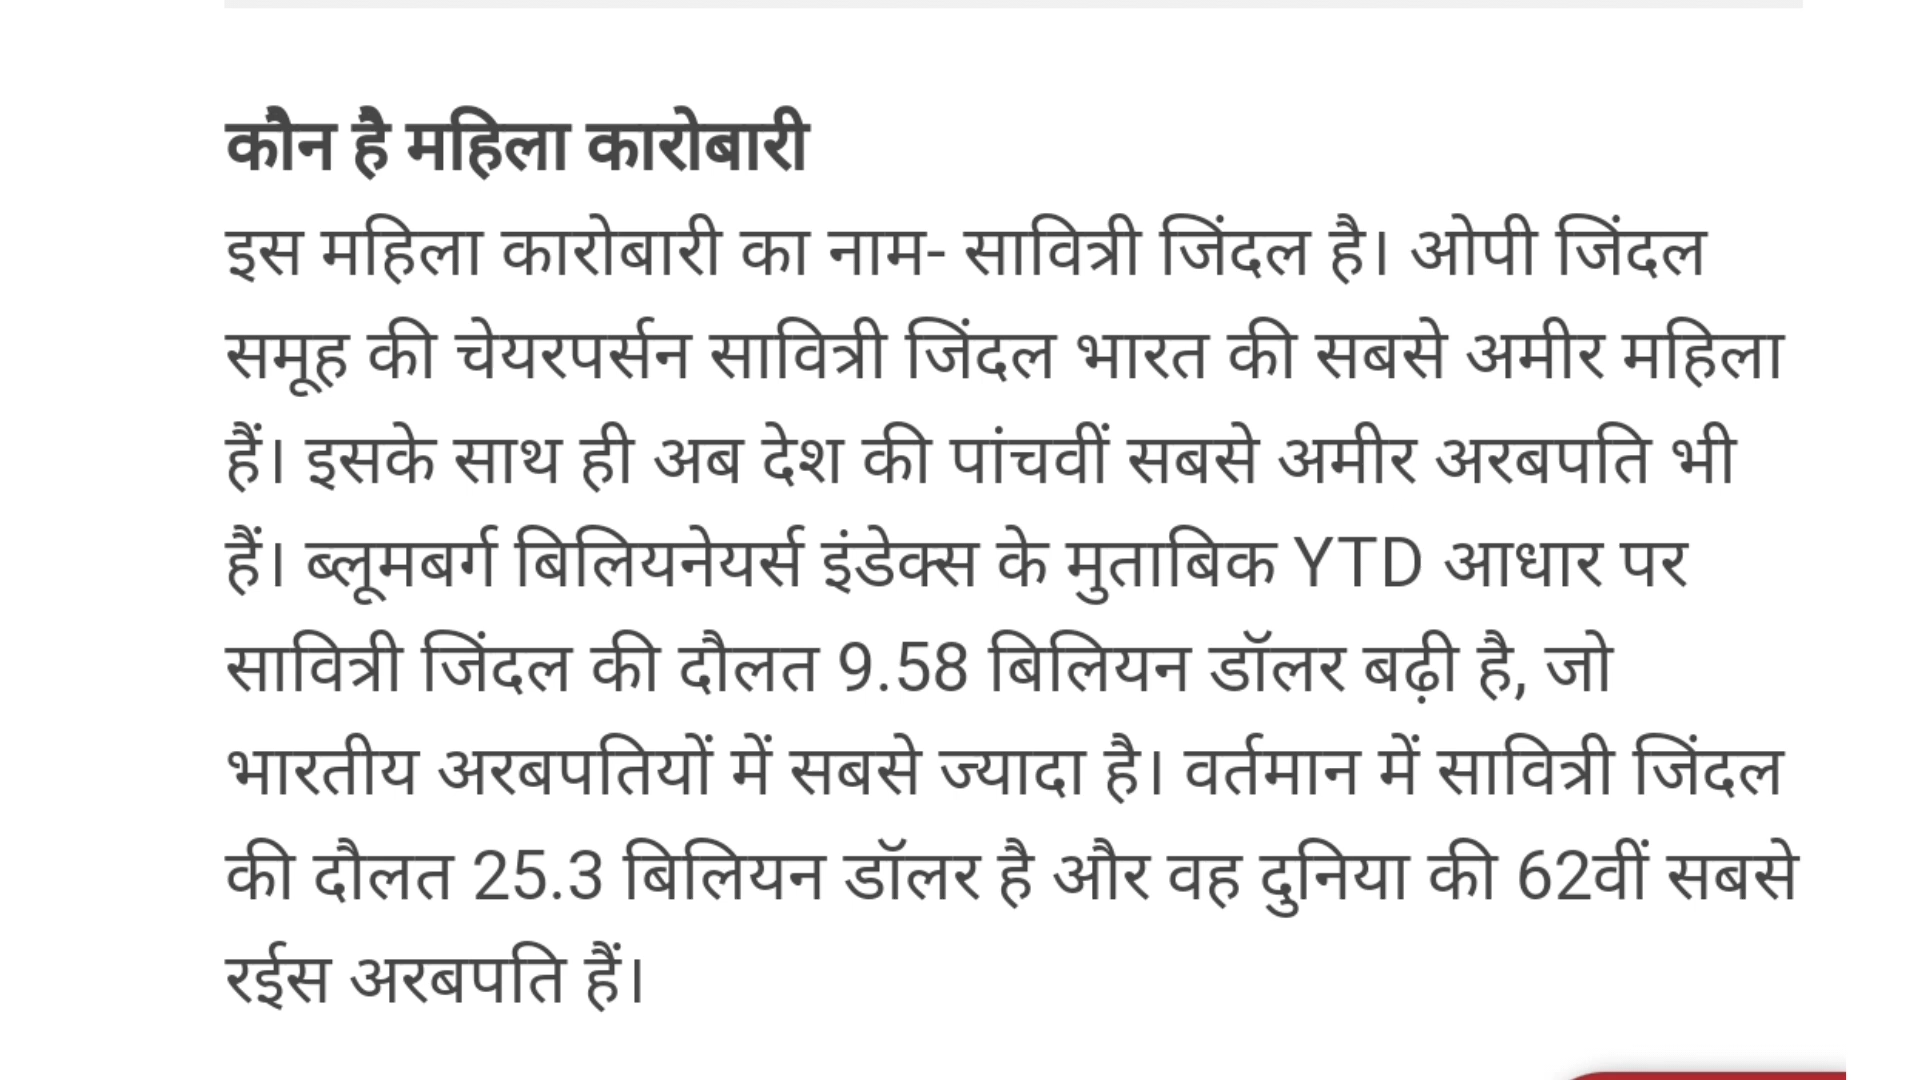 कौन है महिला कारोबारी
इस महिला कारोबारी का नाम- सावित्री जिंदल है। ओपी जिंदल
समूह की चेयरपर्सन सावित्री जिंदल भारत की सबसे अमीर महिला
हैं। इसके साथ ही अब देश की पांचवीं सबसे अमीर अरबपति भी
हैं। ब्लूमबर्ग बिलियनेयर्स इंडेक्स के मुताबिक YTD आधार पर
सावित्री जिंदल की दौलत 9.58 बिलियन डॉलर बढ़ी है, जो
भारतीय अरबपतियों में सबसे ज्यादा है। वर्तमान में सावित्री जिंदल
की दौलत 25.3 बिलियन डॉलर है और वह दुनिया की 62वीं सबसे
रईस अरबपति हैं।